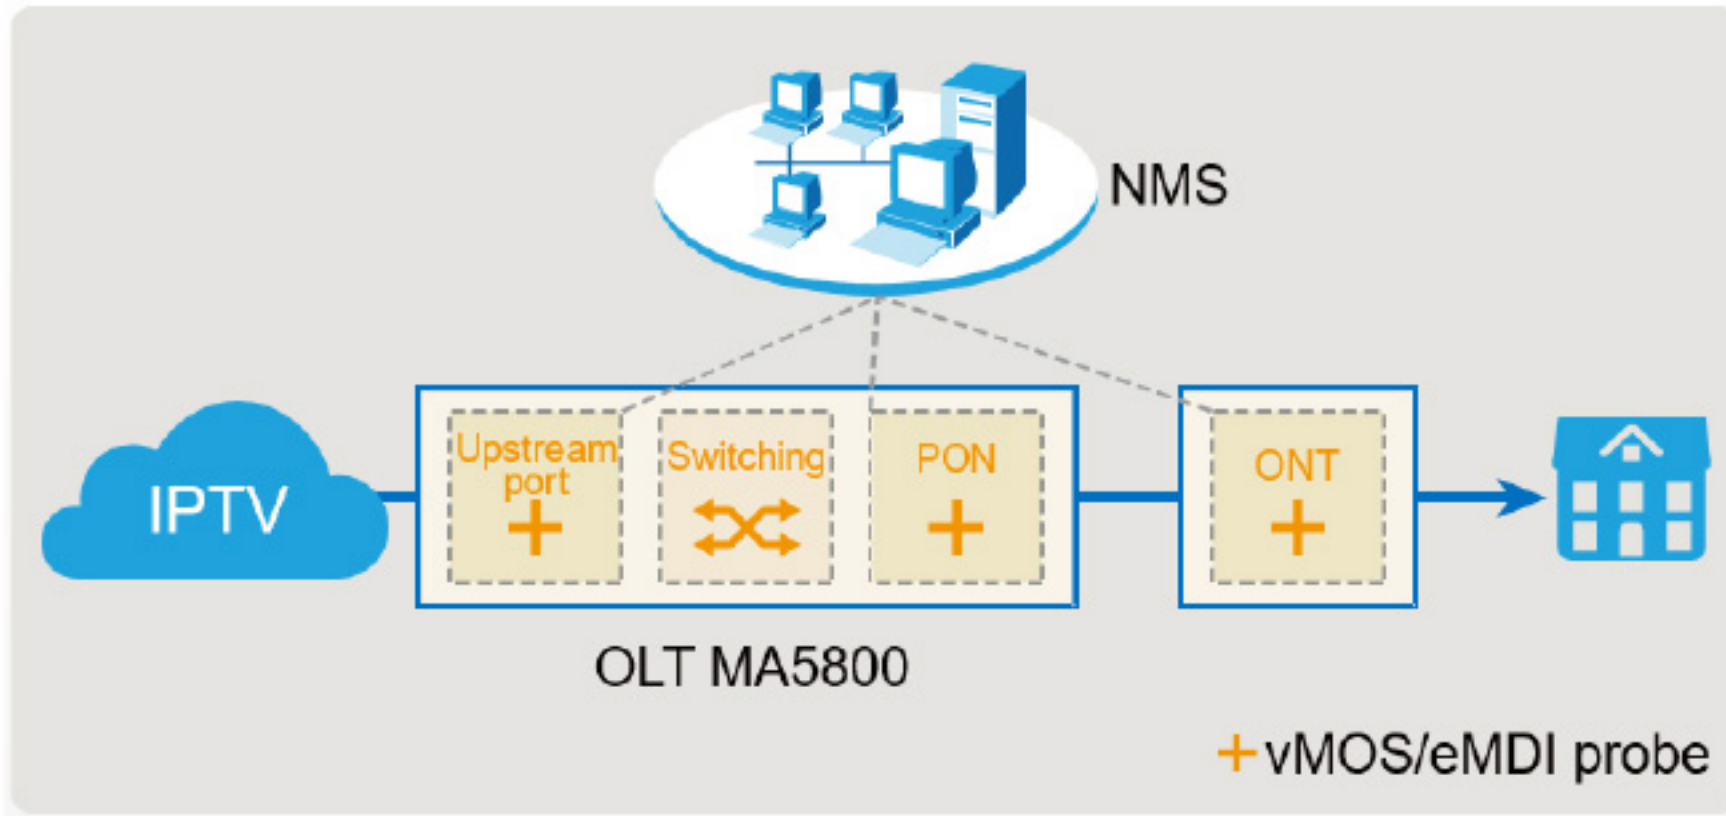 NMS
IPTV
Upstream
port
Switching
PON
ONT
OLT MA5800
vMOS/eMDI probe